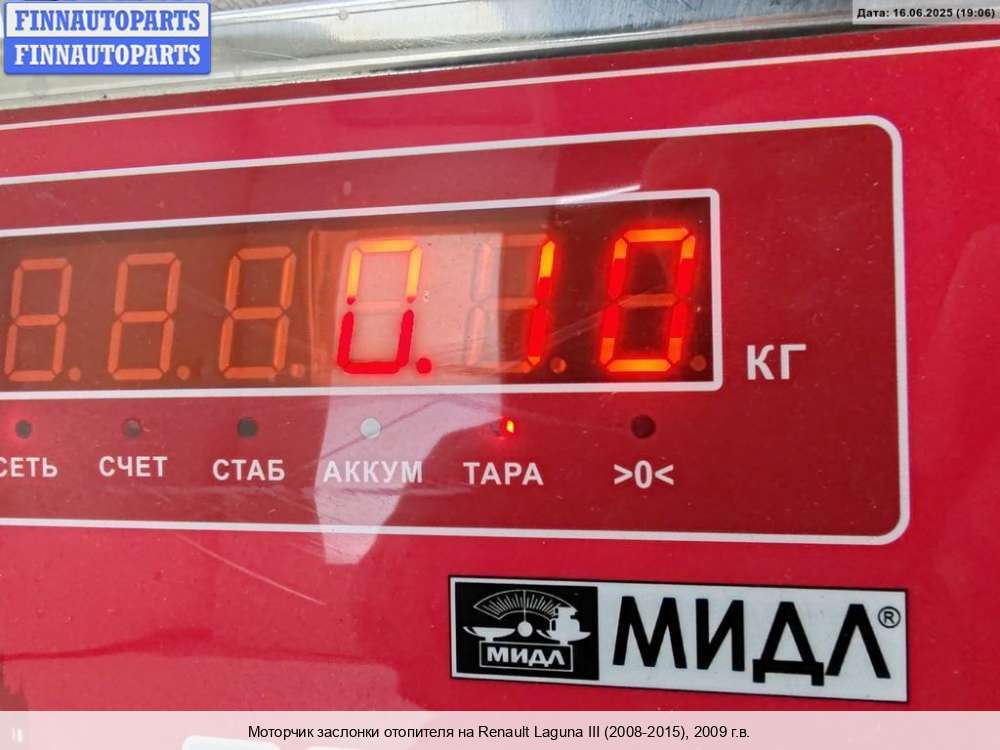 FINNAUTOPARTS
FINNAUTOPARTS
Дата: 16.06.2025 (19:06)
0.10
КГ
СЕТЬ СЧЕТ СТАБ АККУМ ТАРА >0<
МИДЛ
МИДЛ®
Моторчик заслонки отопителя на Renault Laguna III (2008-2015), 2009 г.в.